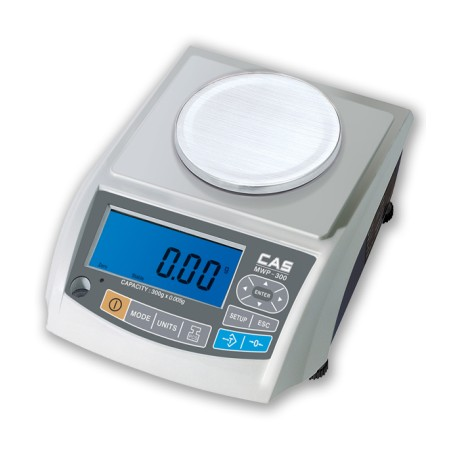 CAS
MWP - 300
0.00 g
CAPACITY : 300g x 0.005g
ENTER
MODE
UNITS
SETUP
ESC
→0←